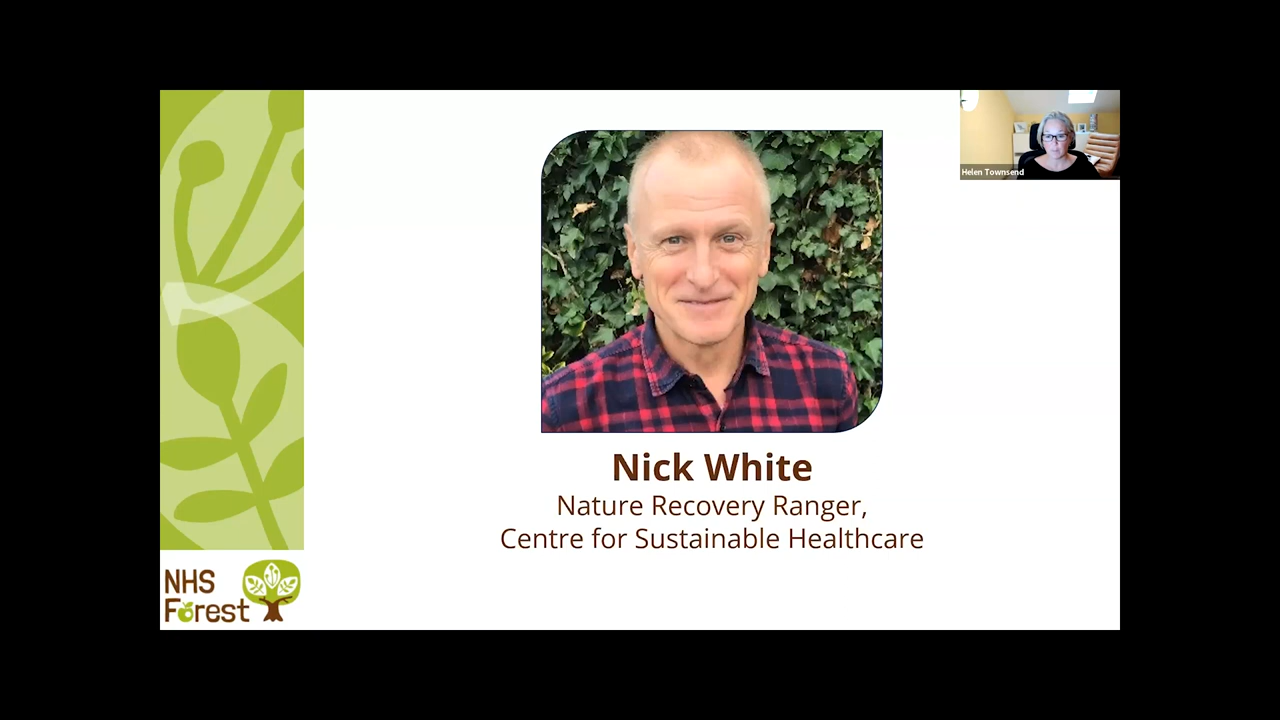 Helen Townsend
Nick White
Nature Recovery Ranger,
Centre for Sustainable Healthcare
NHS
Forest